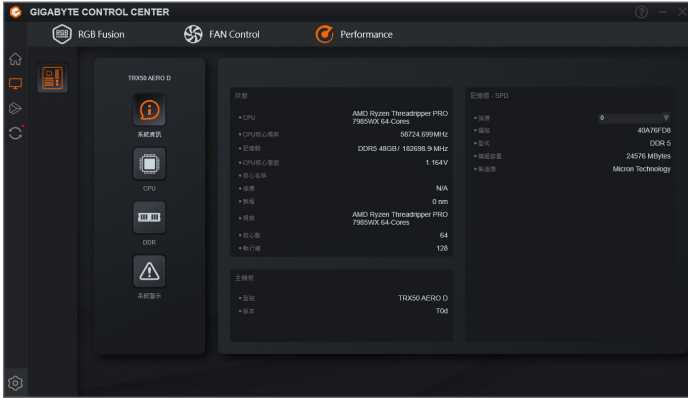 GIGABYTE CONTROL CENTER
RGB Fusion
FAN Control
Performance
TRX50 AERO D
系統資訊
CPU
DDR
系統警示
狀態
CPU
AMD Ryzen Threadripper PRO
7985WX 64-Cores
CPU核心頻率
58724.699MHz
記憶體
DDR5 48GB / 182698.9 MHz
CPU核心電壓
1.164V
核心名稱
插槽
N/A
製程
0 nm
規格
AMD Ryzen Threadripper PRO
7985WX 64-Cores
核心數
64
執行緒
128
主機板
型號
TRX50 AERO D
版本
T0d
記憶體 - SPD
插槽
0
編號
40A76FD8
型式
DDR 5
模組容量
24576 MBytes
製造商
Micron Technology